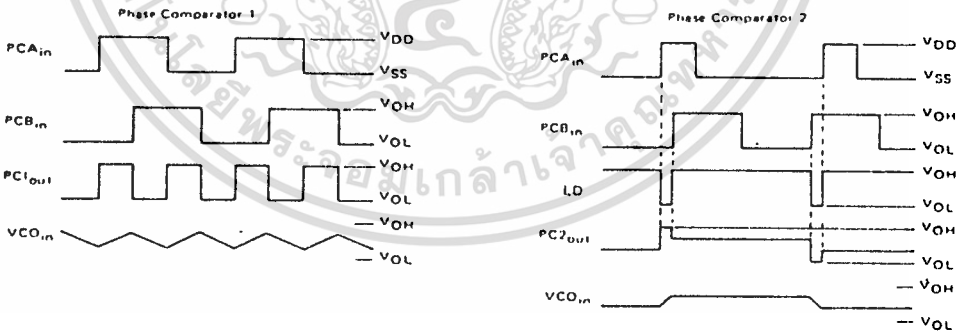 Phase Comparator 1
PCAin
VDD
VSS
PCBin
VOH
VOL
PC1out
VOH
VOL
VCOin
VOH
VOL
Phase Comparator 2
PCAin
VDD
VSS
PCBin
VOH
VOL
LD
VOH
VOL
PC2out
VOH
VOL
VCOin
VOH
VOL